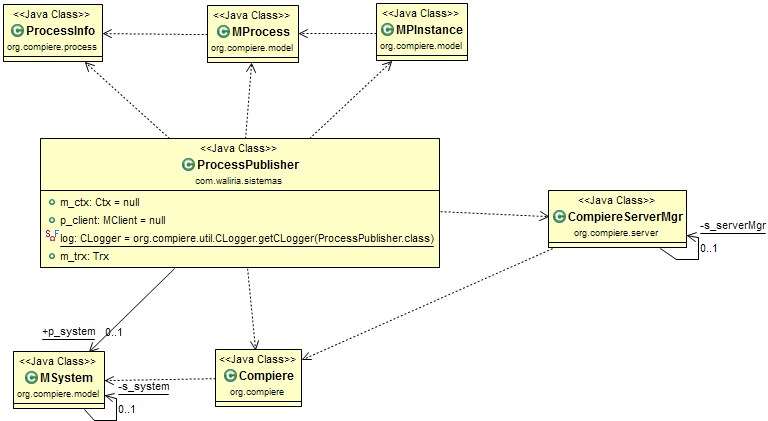 <<Java Class>>
ProcessInfo
org.compiere.process
<<Java Class>>
MProcess
org.compiere.model
<<Java Class>>
MPInstance
org.compiere.model
<<Java Class>>
ProcessPublisher
com.waliria.sistemas
m_ctx: Ctx = null
p_client: MClient = null
S F log: CLogger = org.compiere.util.CLogger.getCLogger(ProcessPublisher.class)
m_trx: Trx
<<Java Class>>
CompiereServerMgr
org.compiere.server
-s_serverMgr
0..1
+p_system
0..1
<<Java Class>>
MSystem
org.compiere.model
-s_system
0..1
<<Java Class>>
Compiere
org.compiere